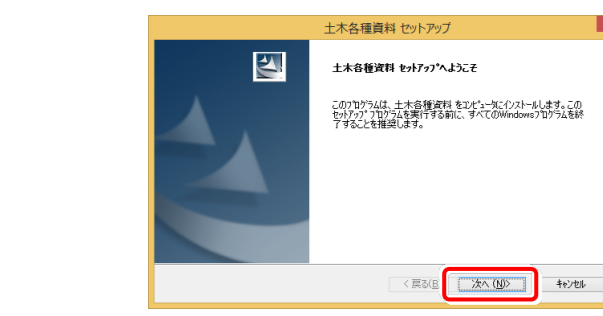 土木各種資料 セットアップ
土木各種資料 ｾｯﾄｱｯﾌﾟへようこそ
このﾌﾟﾛｸﾞﾗﾑは、土木各種資料 をｺﾝﾋﾟｭｰﾀにｲﾝｽﾄｰﾙします。この
ｾｯﾄｱｯﾌﾟ ﾌﾟﾛｸﾞﾗﾑを実行する前に、すべてのWindowsﾌﾟﾛｸﾞﾗﾑを終
了することを推奨します。
< 戻る(B
次へ (N)>
ｷｬﾝｾﾙ